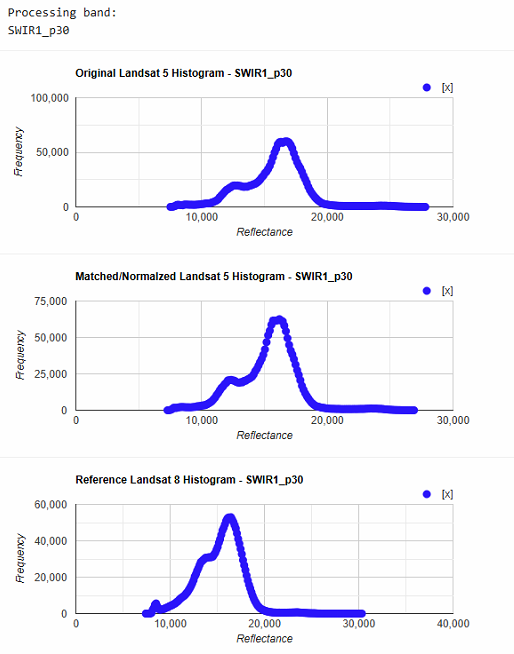 Processing band:
SWIR1_p30
Original Landsat 5 Histogram - SWIR1_p30
[x]
100,000
50,000
0
Frequency
0
10,000
20,000
30,000
Reflectance
Matched/Normalzed Landsat 5 Histogram - SWIR1_p30
[x]
75,000
50,000
25,000
0
Frequency
0
10,000
20,000
30,000
Reflectance
Reference Landsat 8 Histogram - SWIR1_p30
[x]
60,000
40,000
20,000
0
Frequency
0
10,000
20,000
30,000
40,000
Reflectance